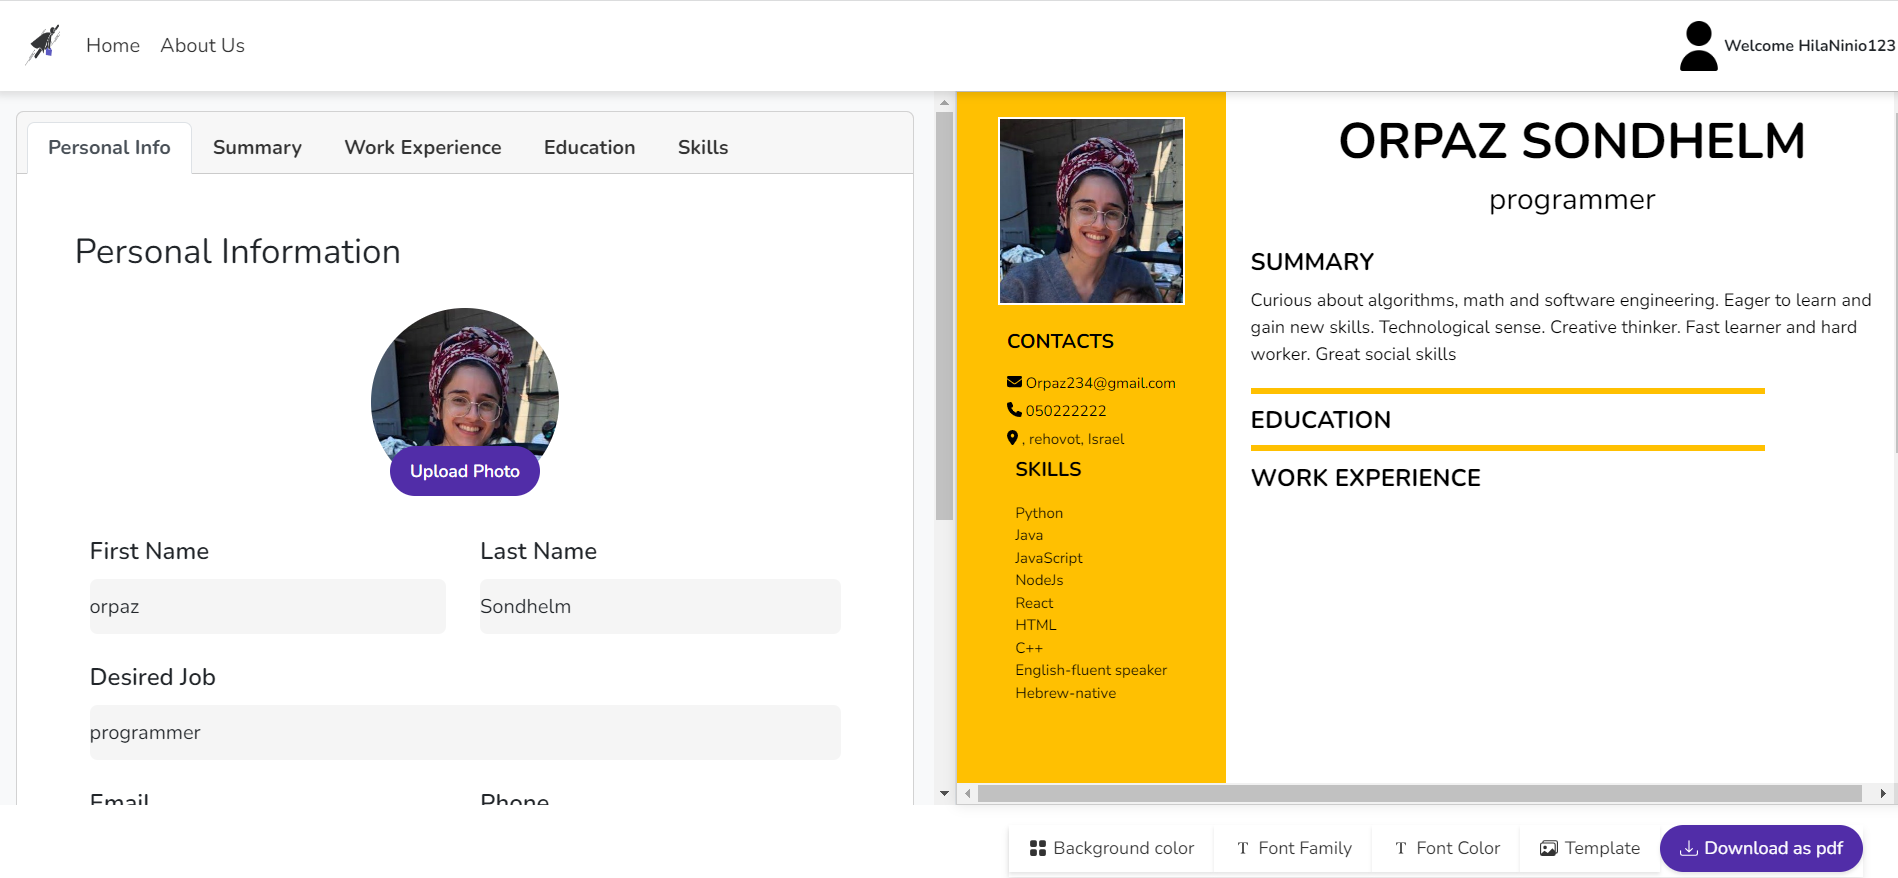 Home About Us
Welcome HilaNinio123
Personal Info Summary Work Experience Education Skills
Personal Information
Upload Photo
First Name Last Name
orpaz Sondhelm
Desired Job
programmer
Email Phone
CONTACTS
Orpaz234@gmail.com
050222222
, rehovot, Israel
SKILLS
Python
Java
JavaScript
NodeJs
React
HTML
C++
English-fluent speaker
Hebrew-native
ORPAZ SONDHELM
programmer
SUMMARY
Curious about algorithms, math and software engineering. Eager to learn and
gain new skills. Technological sense. Creative thinker. Fast learner and hard
worker. Great social skills
EDUCATION
WORK EXPERIENCE
Background color T Font Family T Font Color Template Download as pdf